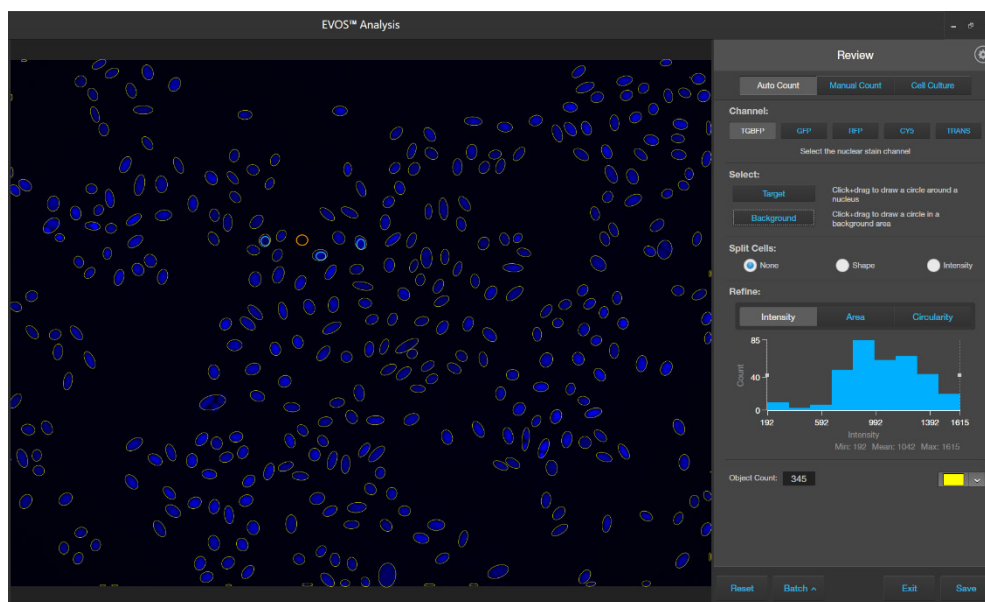 EVOS™ Analysis
Review
Auto Count Manual Count Cell Culture
Channel:
TGBFP GFP RFP CY5 TRANS
Select the nuclear stain channel
Select:
Target
Click+drag to draw a circle around a
nucleus
Background
Click+drag to draw a circle in a
background area
Split Cells:
None Shape Intensity
Refine:
Intensity Area Circularity
85
40
0
Count
192 592 992 1392 1615
Intensity
Min: 192 Mean: 1042 Max: 1615
Object Count: 345
Reset Batch Exit Save